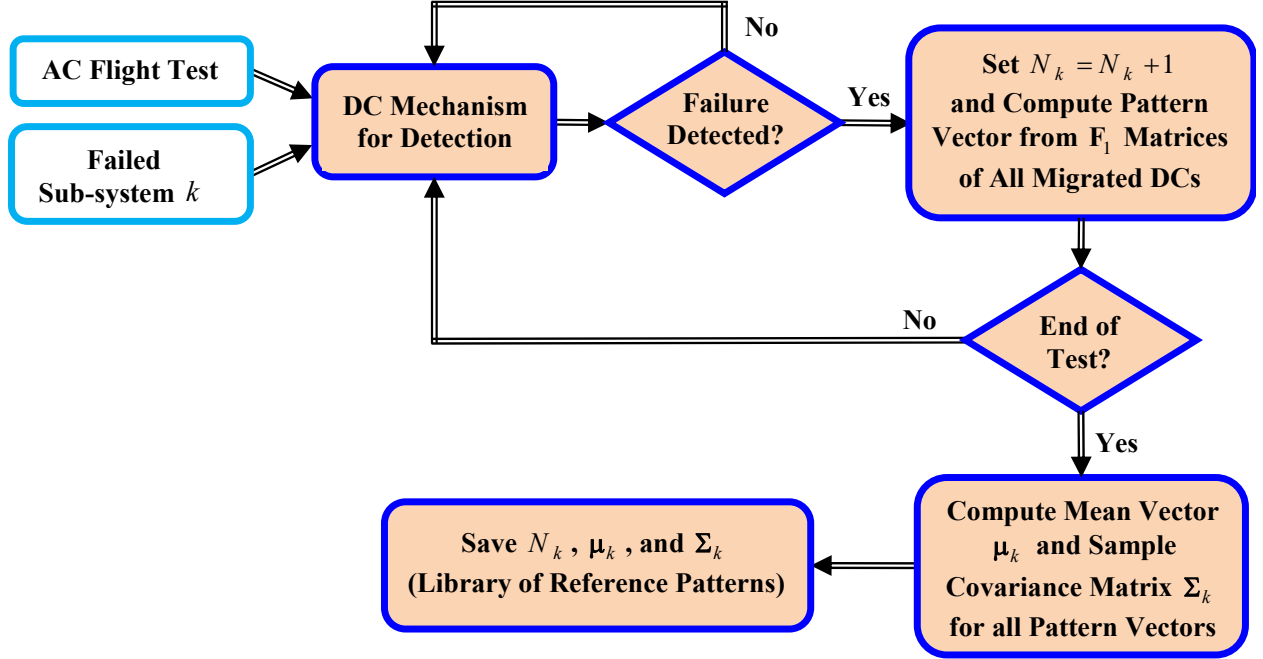 AC Flight Test
Failed
Sub-system k
DC Mechanism
for Detection
No
Failure
Detected?
Yes
Set N_k = N_k + 1
and Compute Pattern
Vector from F_1 Matrices
of All Migrated DCs
No
End of
Test?
Yes
Compute Mean Vector
μ_k and Sample
Covariance Matrix Σ_k
for all Pattern Vectors
Save N_k , μ_k , and Σ_k
(Library of Reference Patterns)